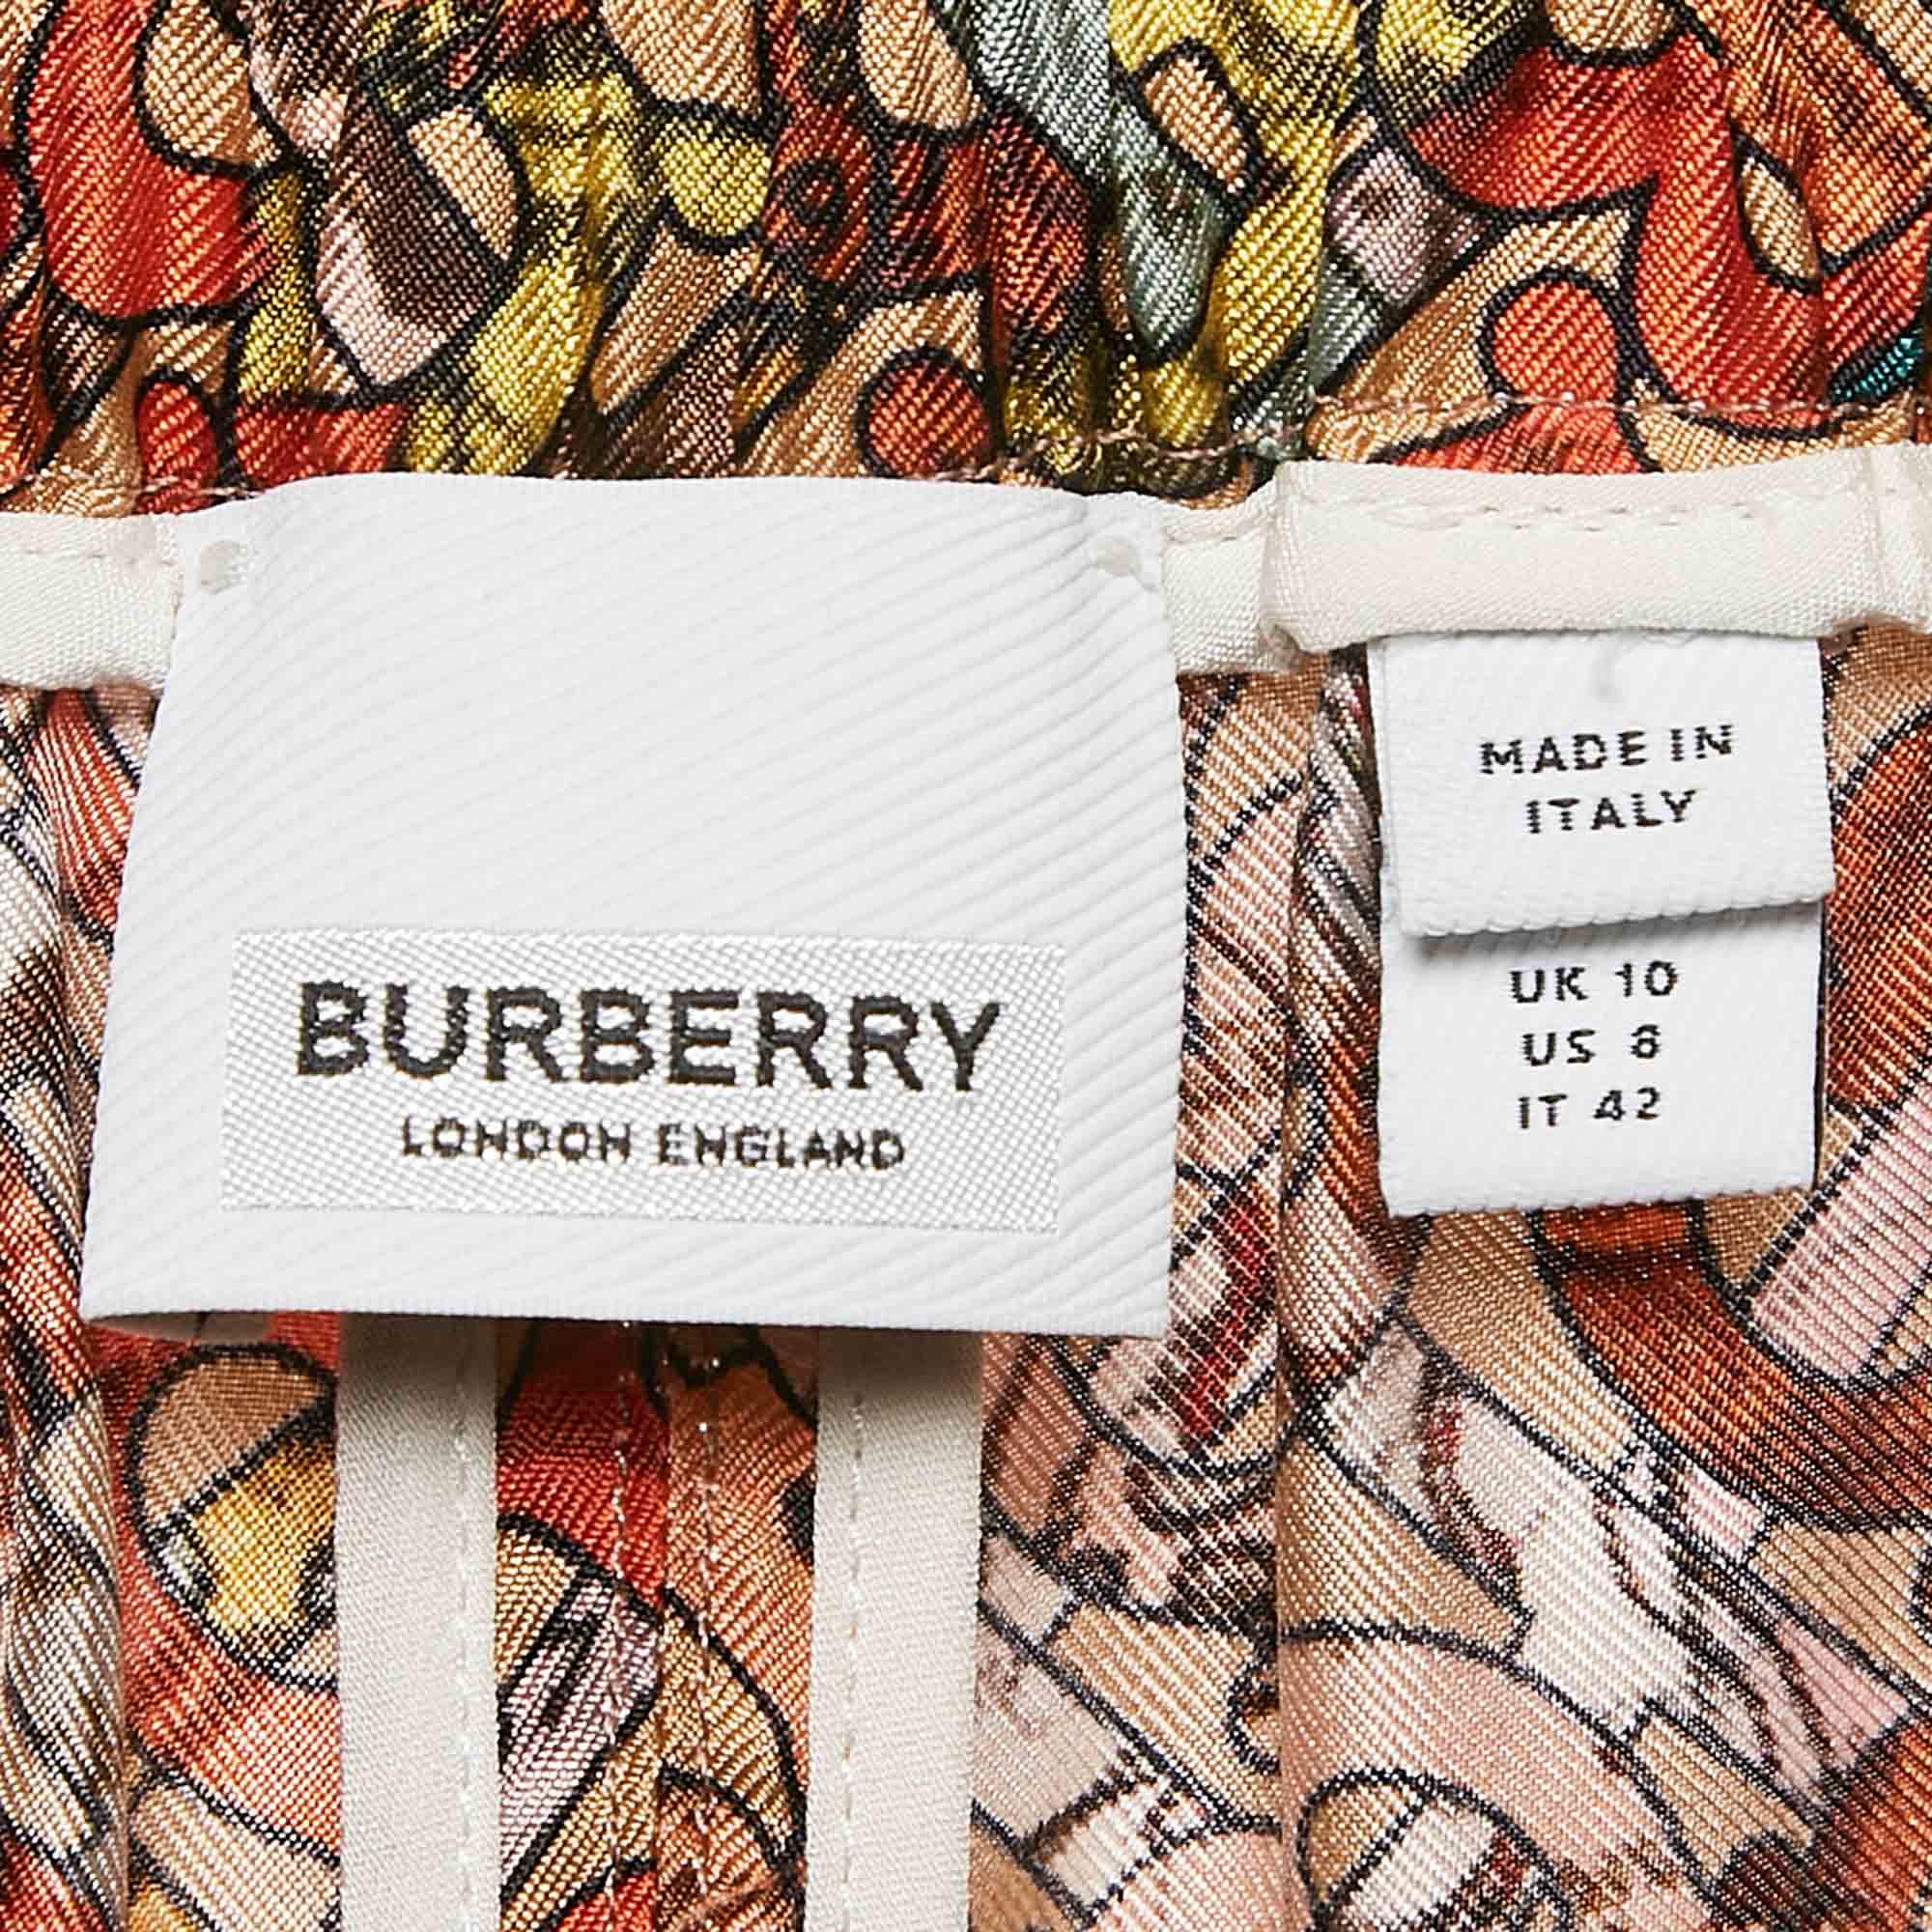 BURBERRY
LONDON ENGLAND
MADE IN
ITALY
UK 10
US 8
IT 42